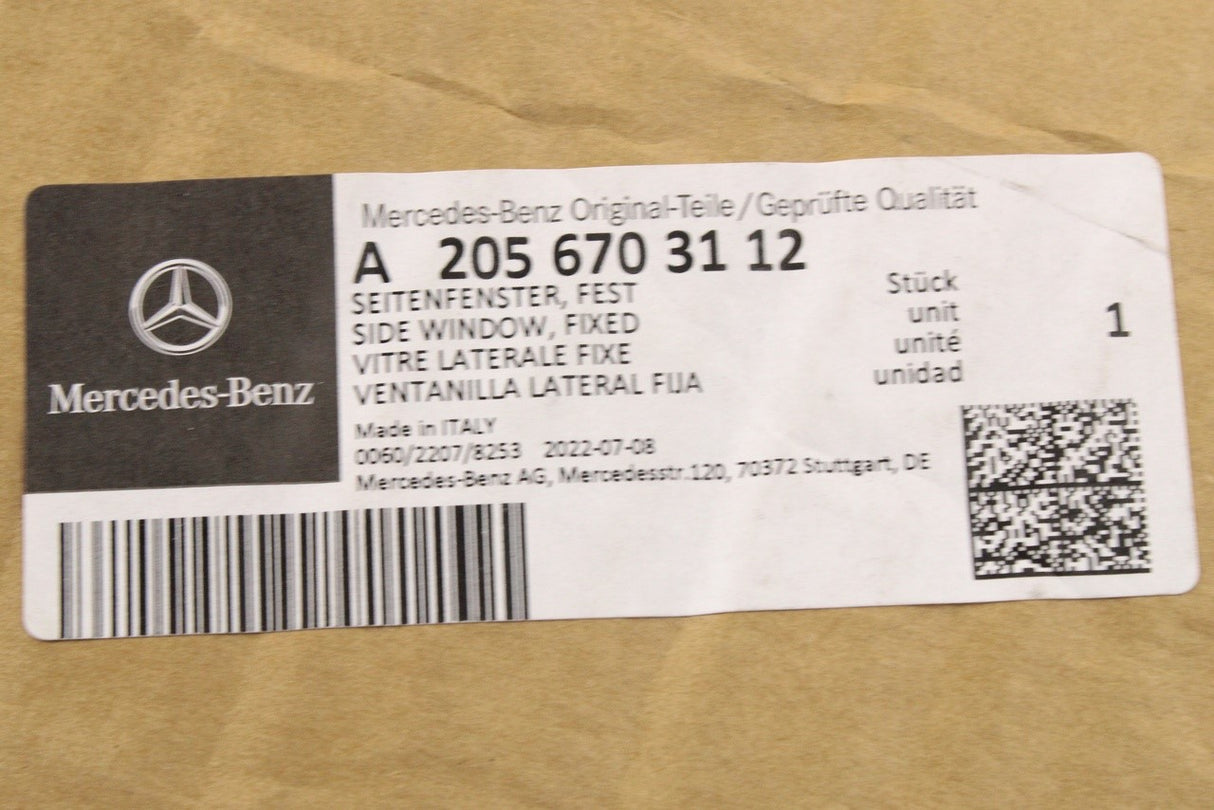 Mercedes-Benz
Mercedes-Benz Original-Teile/Geprüfte Qualität
A 205 670 31 12
SEITENFENSTER, FEST
SIDE WINDOW, FIXED
VITRE LATERALE FIXE
VENTANILLA LATERAL FIJA
Stück
unit
unité
unidad
1
Made in ITALY
0060/2207/8253 2022-07-08
Mercedes-Benz AG, Mercedesstr.120, 70372 Stuttgart, DE